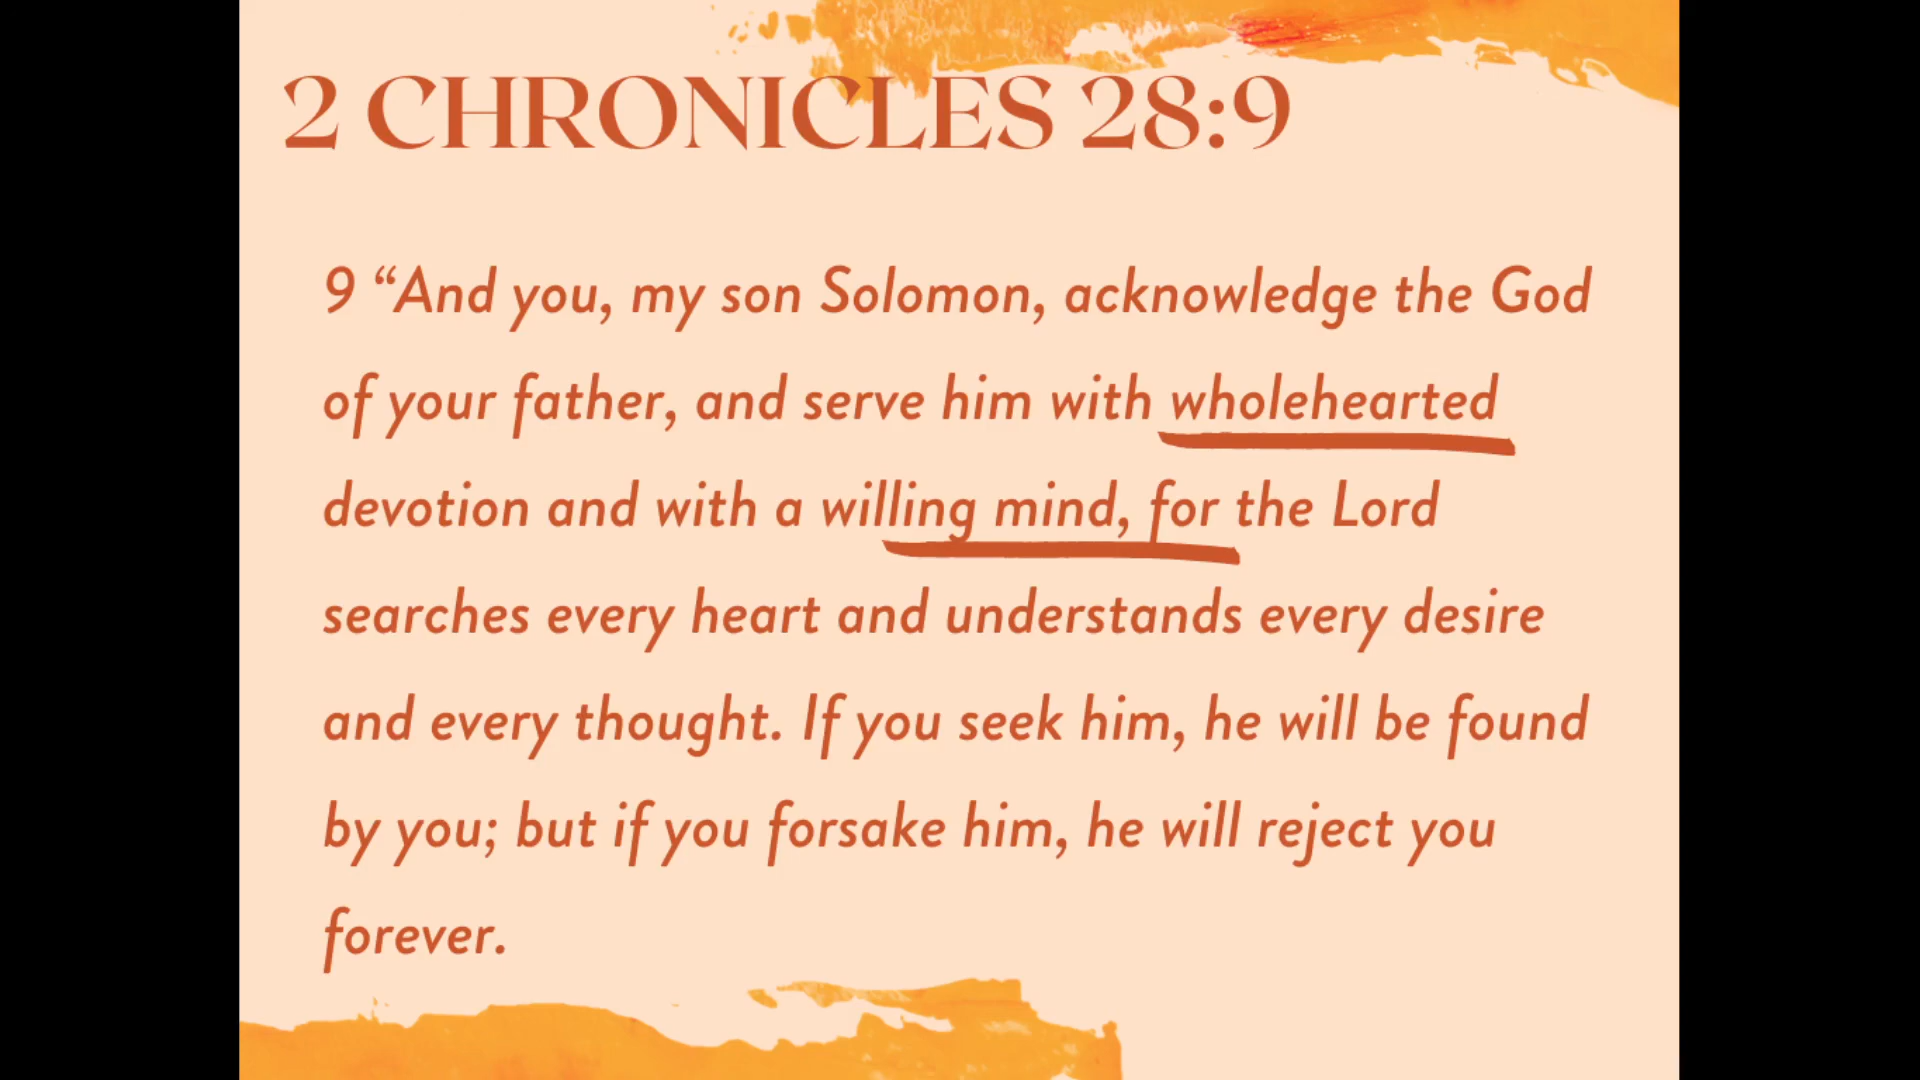 2 CHRONICLES 28:9
9 “And you, my son Solomon, acknowledge the God
of your father, and serve him with wholehearted
devotion and with a willing mind, for the Lord
searches every heart and understands every desire
and every thought. If you seek him, he will be found
by you; but if you forsake him, he will reject you
forever.